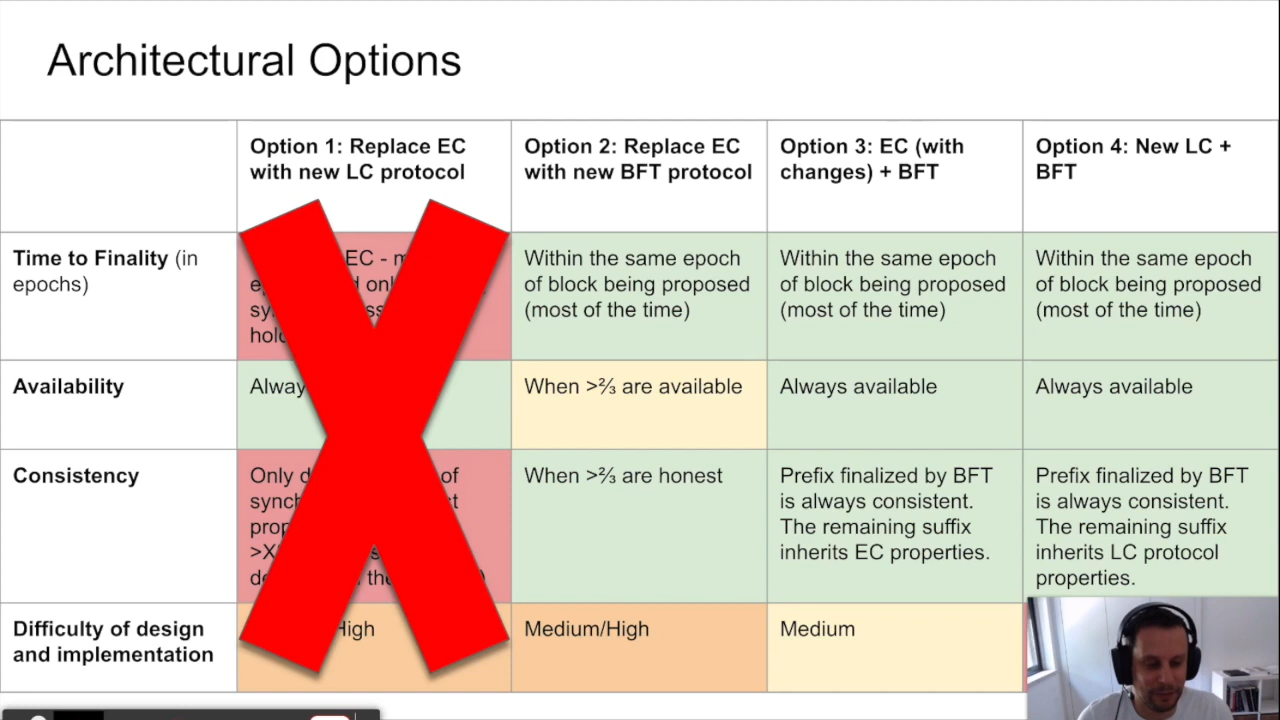 Architectural Options
Option 1: Replace EC
with new LC protocol
Option 2: Replace EC
with new BFT protocol
Option 3: EC (with
changes) + BFT
Option 4: New LC +
BFT
Time to Finality (in
epochs)
EC -
Within the same epoch
of block being proposed
(most of the time)
Within the same epoch
of block being proposed
(most of the time)
Within the same epoch
of block being proposed
(most of the time)
Availability
When >⅔ are available
Always available
Always available
Consistency
Only of
When >⅔ are honest
Prefix finalized by BFT
is always consistent.
The remaining suffix
inherits EC properties.
Prefix finalized by BFT
is always consistent.
The remaining suffix
inherits LC protocol
properties.
Difficulty of design
and implementation
High
Medium/High
Medium